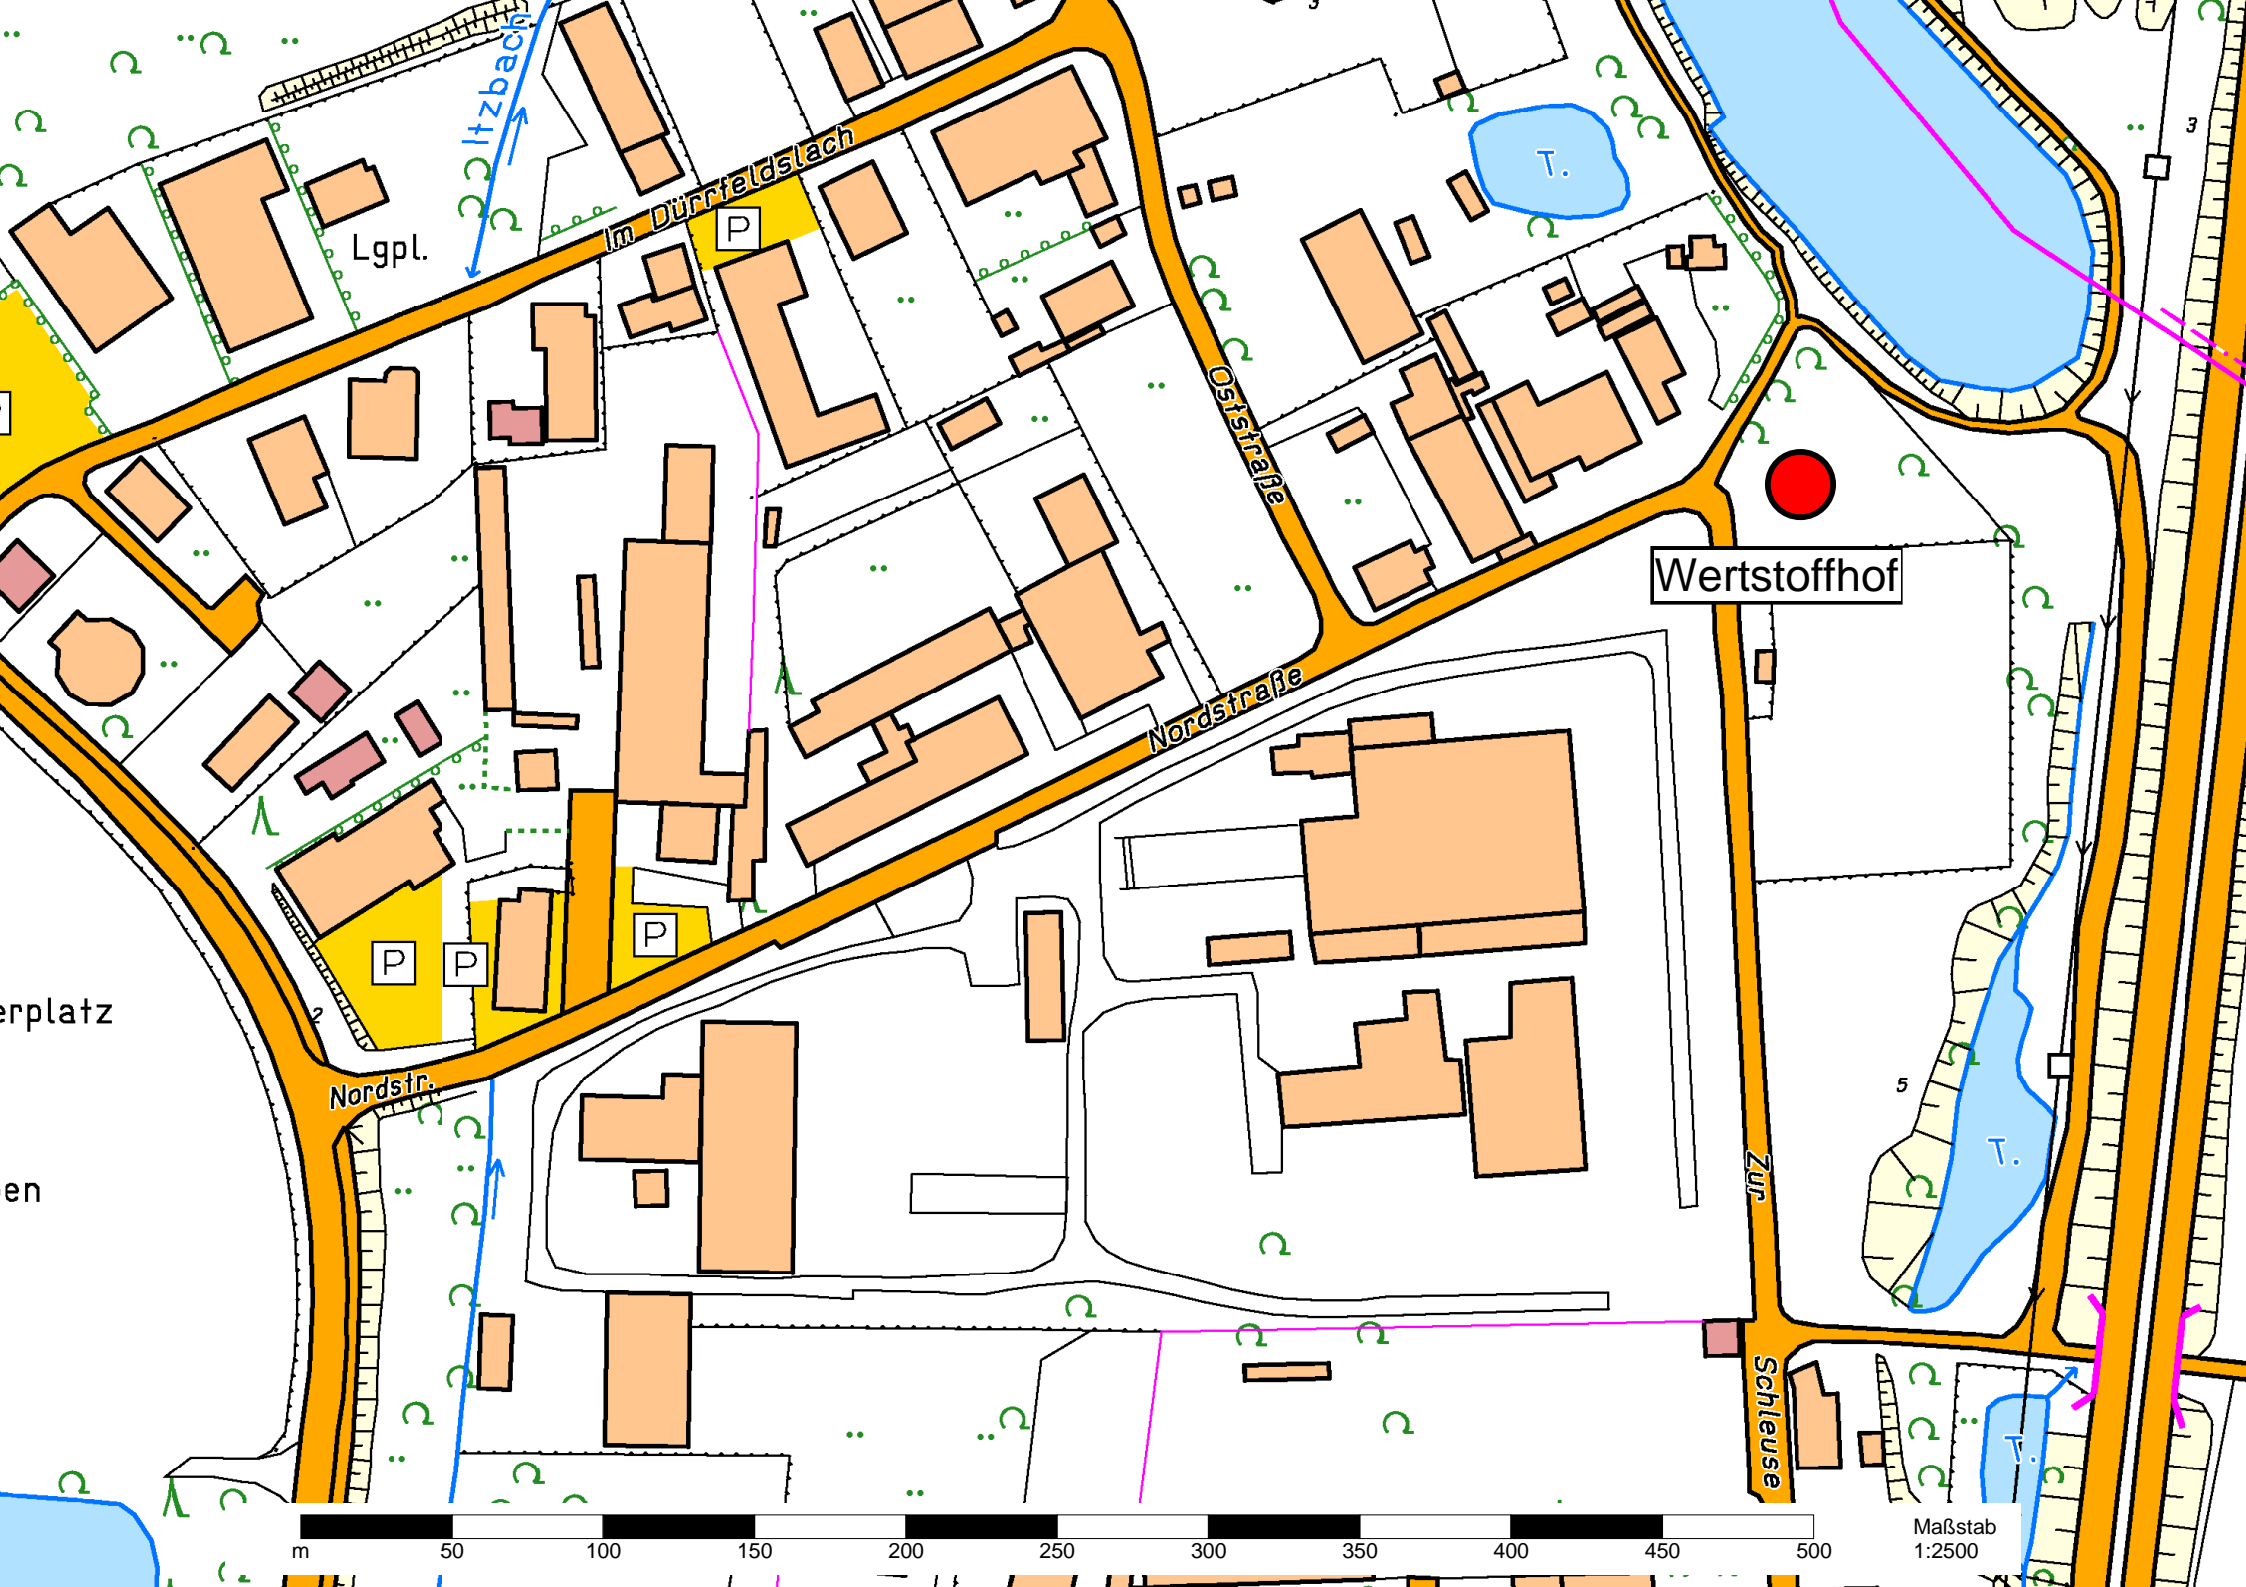 Itzbach
3
3
Im Dürrfeldslach
T.
P
Lgpl.
Oststraße
Wertstoffhof
Nordstraße
P
P
P
erplatz
2
Nordstr.
5
T.
Zur Schleuse
en
T.
m 50 100 150 200 250 300 350 400 450 500
Maßstab
1:2500